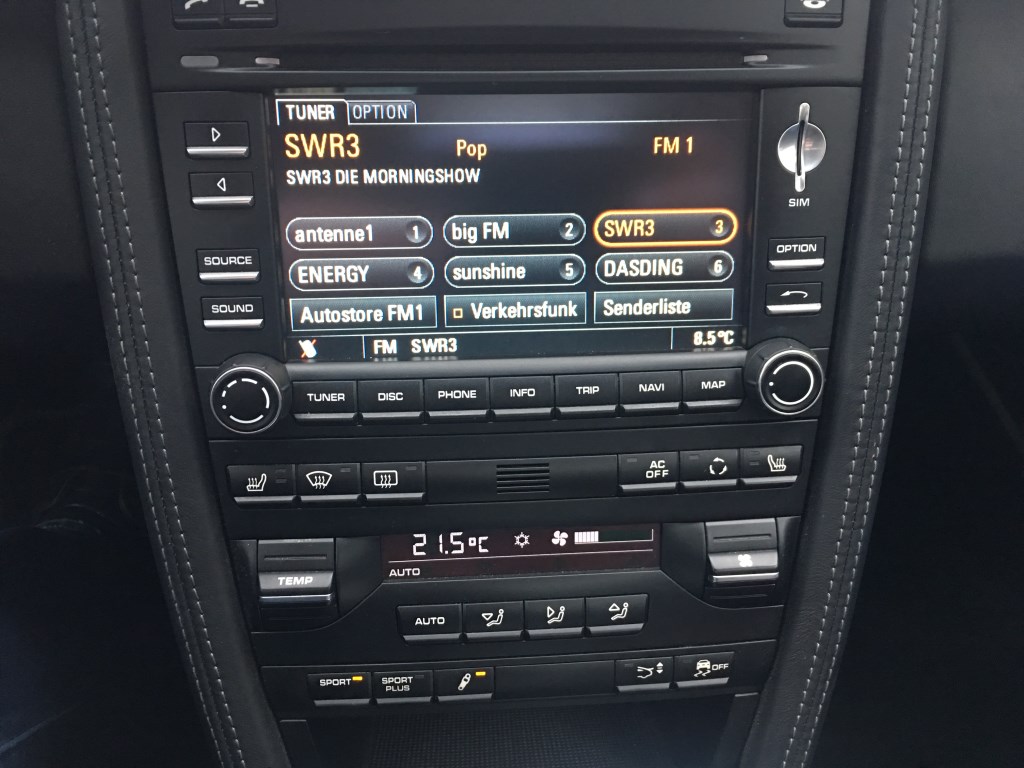 TUNER OPTION
SWR3 Pop FM 1
SWR3 DIE MORNINGSHOW
SIM
antenne1 1 big FM 2 SWR3 3
ENERGY 4 sunshine 5 DASDING 6
Autostore FM1 Verkehrsfunk Senderliste
FM SWR3 8.5°C
SOURCE
SOUND
OPTION
TUNER DISC PHONE INFO TRIP NAVI MAP
AC OFF
21.5°C
AUTO
TEMP
AUTO
SPORT SPORT PLUS OFF